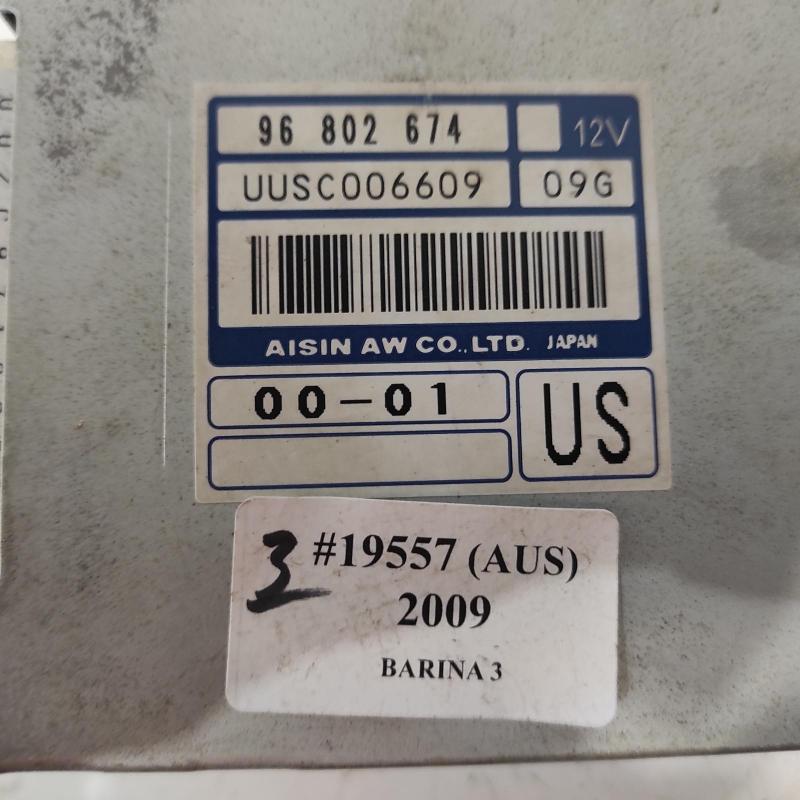 96 802 674
12V
UUSC006609
09G
AISIN AW CO.,LTD. JAPAN
00-01
US
3
#19557 (AUS)
2009
BARINA 3